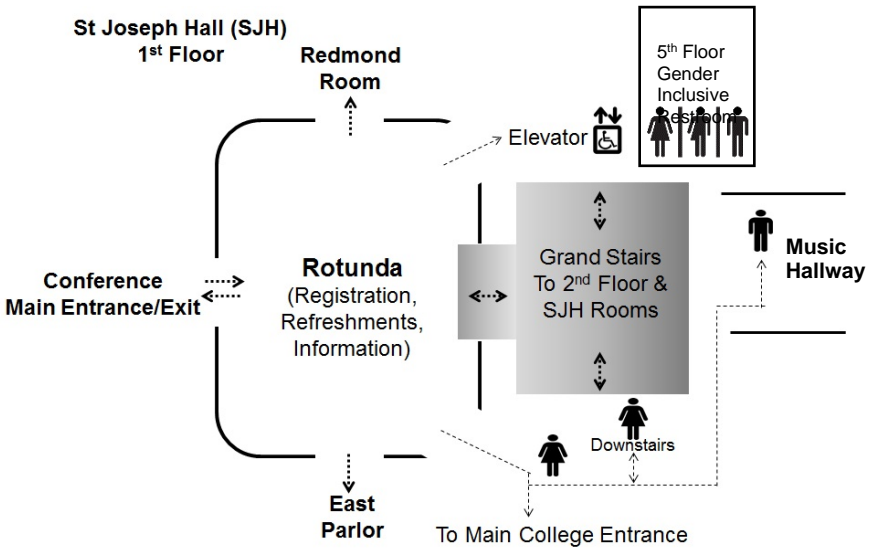 St Joseph Hall (SJH)
1st Floor
Redmond
Room
5th Floor
Gender
Inclusive
Restroom
Elevator
Grand Stairs
To 2nd Floor &
SJH Rooms
Music
Hallway
Conference
Main Entrance/Exit
Rotunda
(Registration,
Refreshments,
Information)
Downstairs
East
Parlor
To Main College Entrance